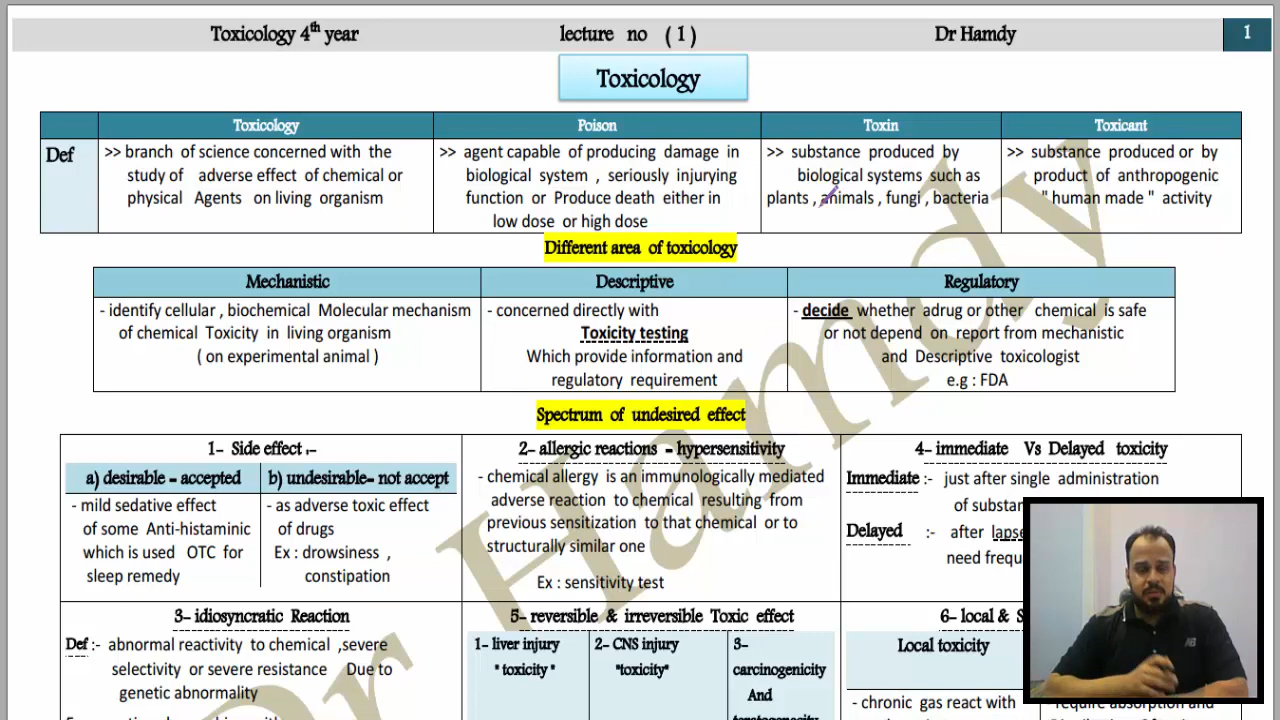 Toxicology 4th year lecture no ( 1 ) Dr Hamdy 1
Toxicology
Toxicology Poison Toxin Toxicant
Def
>> branch of science concerned with the
study of adverse effect of chemical or
physical Agents on living organism
>> agent capable of producing damage in
biological system , seriously injurying
function or Produce death either in
low dose or high dose
>> substance produced by
biological systems such as
plants , animals , fungi , bacteria
>> substance produced or by
product of anthropogenic
" human made " activity
Different area of toxicology
Mechanistic Descriptive Regulatory
- identify cellular , biochemical Molecular mechanism
of chemical Toxicity in living organism
( on experimental animal )
- concerned directly with
Toxicity testing
Which provide information and
regulatory requirement
- decide whether adrug or other chemical is safe
or not depend on report from mechanistic
and Descriptive toxicologist
e.g : FDA
Spectrum of undesired effect
1- Side effect :-
a) desirable = accepted b) undesirable= not accept
- mild sedative effect
of some Anti-histaminic
which is used OTC for
sleep remedy
- as adverse toxic effect
of drugs
Ex : drowsiness ,
constipation
2- allergic reactions = hypersensitivity
- chemical allergy is an immunologically mediated
adverse reaction to chemical resulting from
previous sensitization to that chemical or to
structurally similar one
Ex : sensitivity test
4- immediate Vs Delayed toxicity
Immediate :- just after single administration
of
Delayed :- after
need
3- idiosyncratic Reaction
Def :- abnormal reactivity to chemical ,severe
selectivity or severe resistance Due to
genetic abnormality
5- reversible & irreversible Toxic effect
1- liver injury
" toxicity "
2- CNS injury
"toxicity"
3-
carcinogenicity
And
6- local &
Local toxicity
- chronic gas react with
require absorption and
Dr Hamdy